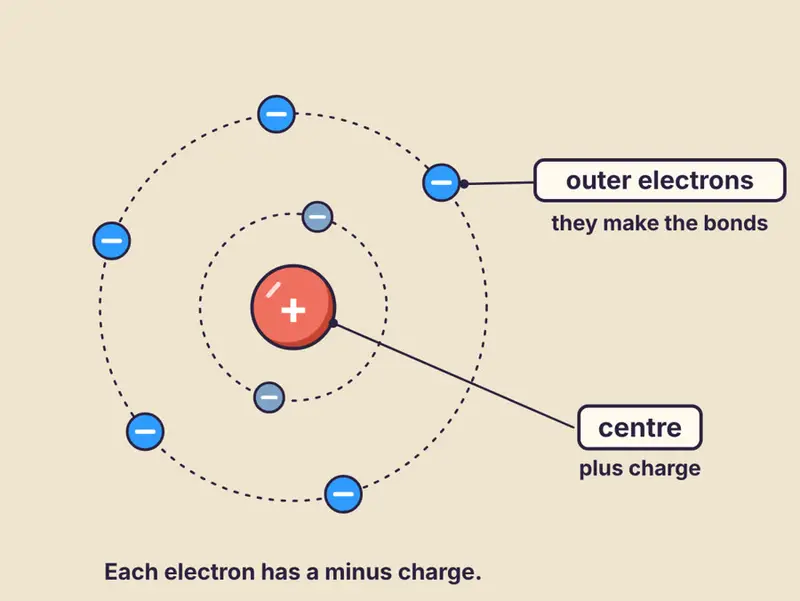 outer electrons
they make the bonds
+
centre
plus charge
Each electron has a minus charge.